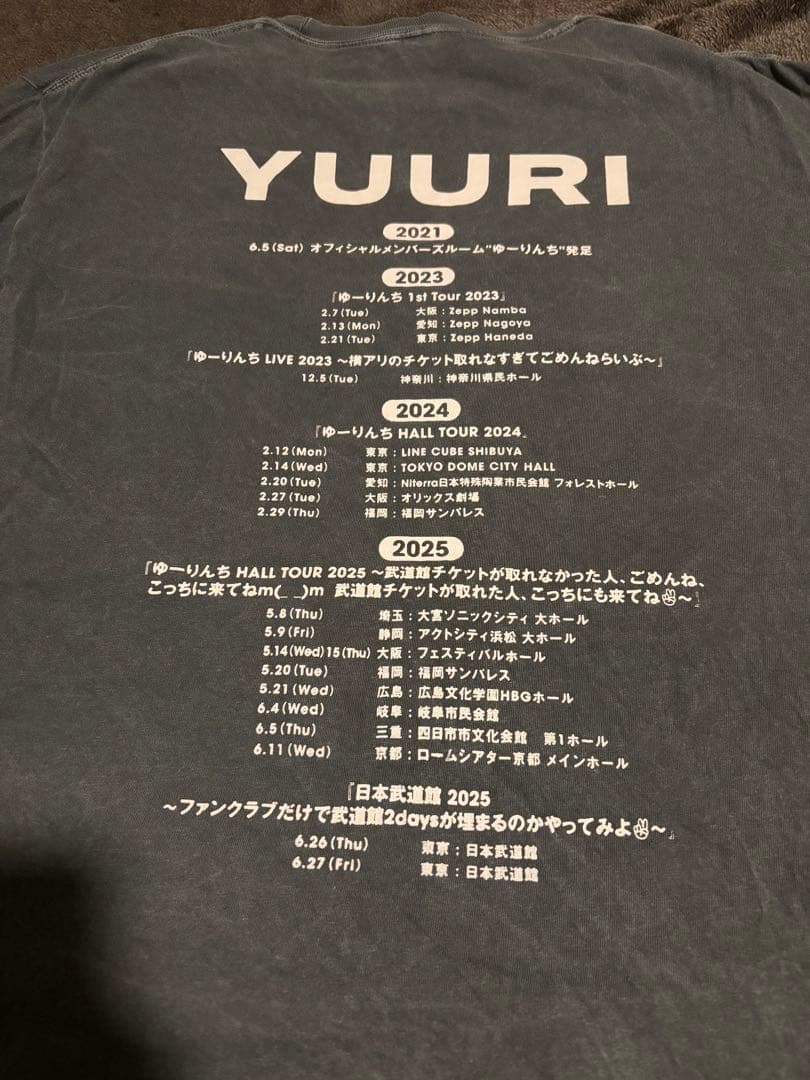 YUURI
2021
6.5(Sat) オフィシャルメンバーズルーム"ゆーりんち"発足
2023
『ゆーりんち 1st Tour 2023』
2.7(Tue) 大阪：Zepp Namba
2.13(Mon) 愛知：Zepp Nagoya
2.21(Tue) 東京：Zepp Haneda
『ゆーりんち LIVE 2023 〜横アリのチケット取れなすぎてごめんねらいぶ〜』
12.5(Tue) 神奈川：神奈川県民ホール
2024
『ゆーりんち HALL TOUR 2024』
2.12(Mon) 東京：LINE CUBE SHIBUYA
2.14(Wed) 東京：TOKYO DOME CITY HALL
2.20(Tue) 愛知：Niterra日本特殊陶業市民会館 フォレストホール
2.27(Tue) 大阪：オリックス劇場
2.29(Thu) 福岡：福岡サンパレス
2025
『ゆーりんち HALL TOUR 2025 〜武道館チケットが取れなかった人、ごめんね、
こっちに来てねm(_ _)m 武道館チケットが取れた人、こっちにも来てね✌〜』
5.8(Thu) 埼玉：大宮ソニックシティ 大ホール
5.9(Fri) 静岡：アクトシティ浜松 大ホール
5.14(Wed)15(Thu) 大阪：フェスティバルホール
5.20(Tue) 福岡：福岡サンパレス
5.21(Wed) 広島：広島文化学園HBGホール
6.4(Wed) 岐阜：岐阜市民会館
6.5(Thu) 三重：四日市市文化会館 第1ホール
6.11(Wed) 京都：ロームシアター京都 メインホール
『日本武道館 2025
〜ファンクラブだけで武道館2daysが埋まるのかやってみよ✌〜』
6.26(Thu) 東京：日本武道館
6.27(Fri) 東京：日本武道館